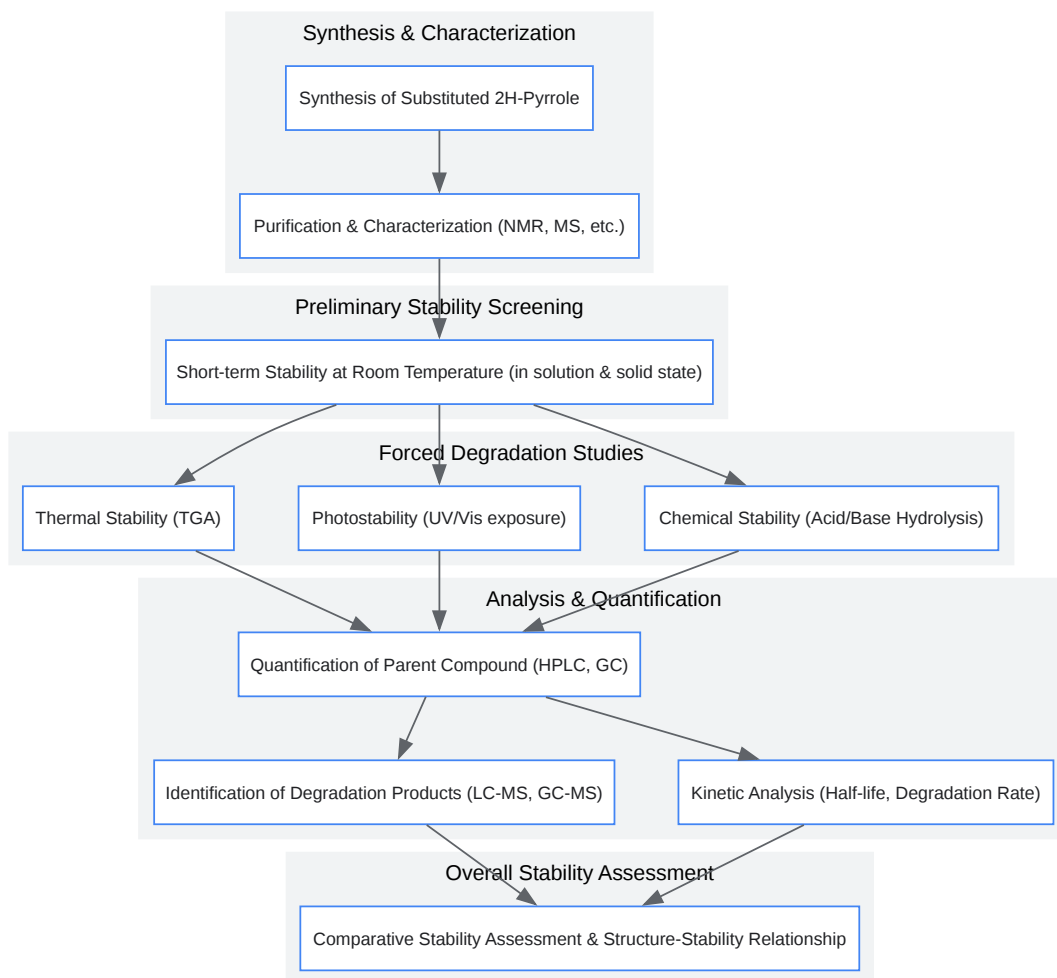 Synthesis & Characterization
Synthesis of Substituted 2H-Pyrrole
Purification & Characterization (NMR, MS, etc.)
Preliminary Stability Screening
Short-term Stability at Room Temperature (in solution & solid state)
Forced Degradation Studies
Thermal Stability (TGA)
Photostability (UV/Vis exposure)
Chemical Stability (Acid/Base Hydrolysis)
Analysis & Quantification
Quantification of Parent Compound (HPLC, GC)
Identification of Degradation Products (LC-MS, GC-MS)
Kinetic Analysis (Half-life, Degradation Rate)
Overall Stability Assessment
Comparative Stability Assessment & Structure-Stability Relationship